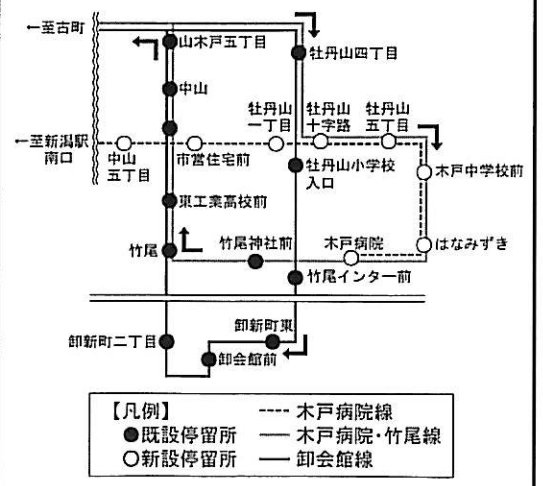 ←至古町
山木戸五丁目
牡丹山四丁目
中山
牡丹山
一丁目
牡丹山
十字路
牡丹山
五丁目
←至新潟駅
南口
中山
五丁目
市営住宅前
牡丹山小学校
入口
木戸中学校前
東工業高校前
竹尾
竹尾神社前
木戸病院
はなみずき
竹尾インター前
卸新町二丁目
卸新町東
卸会館前
【凡例】
●既設停留所
○新設停留所
木戸病院線
木戸病院・竹尾線
卸会館線